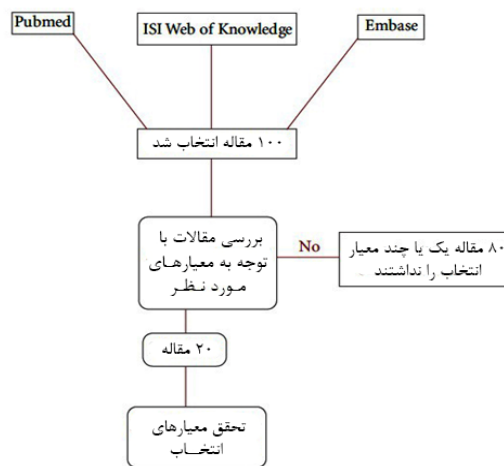 Pubmed
ISI Web of Knowledge
Embase
۱۰۰ مقاله انتخاب شد
بررسی مقالات با
توجه به معیارهای
مورد نظر
No
۸۰ مقاله یک یا چند معیار
انتخاب را نداشتند
۲۰ مقاله
تحقق معیارهای
انتخاب